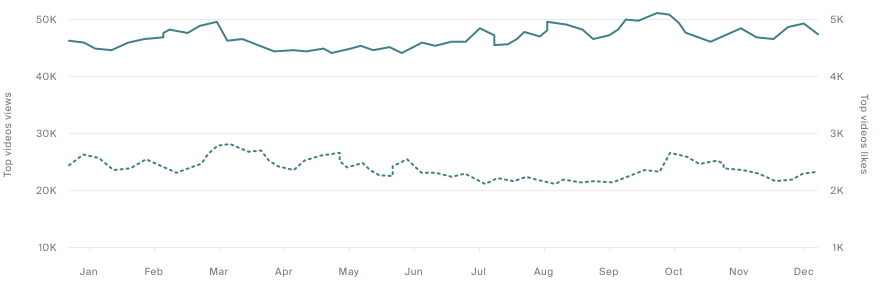 Top videos views
50K
40K
30K
20K
10K
5K
4K
3K
2K
1K
Top videos likes
Jan Feb Mar Apr May Jun Jul Aug Sep Oct Nov Dec